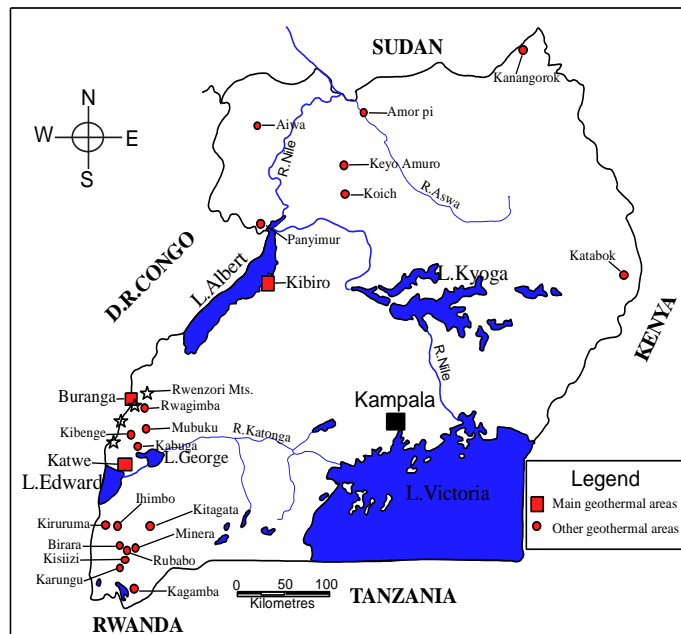 SUDAN
Kanangorok
N
W
E
S
Aiwa
Amor pi
R.Nile
Keyo Amuro
Koich
R.Aswa
Panyimur
D.R.CONGO
L.Albert
Kibiro
L.Kyoga
Katabok
KENYA
R.Nile
Rwenzori Mts.
Buranga
Rwagimba
Kampala
Mubuku
Kibenge
Kabuga
R.Katonga
L.George
Katwe
L.Edward
L.Victoria
Legend
Main geothermal areas
Other geothermal areas
Ihimbo
Kitagata
Kiruruma
Minera
Birara
Rubabo
Kisiizi
Karungu
Kagamba
0 50 100
Kilometres
TANZANIA
RWANDA